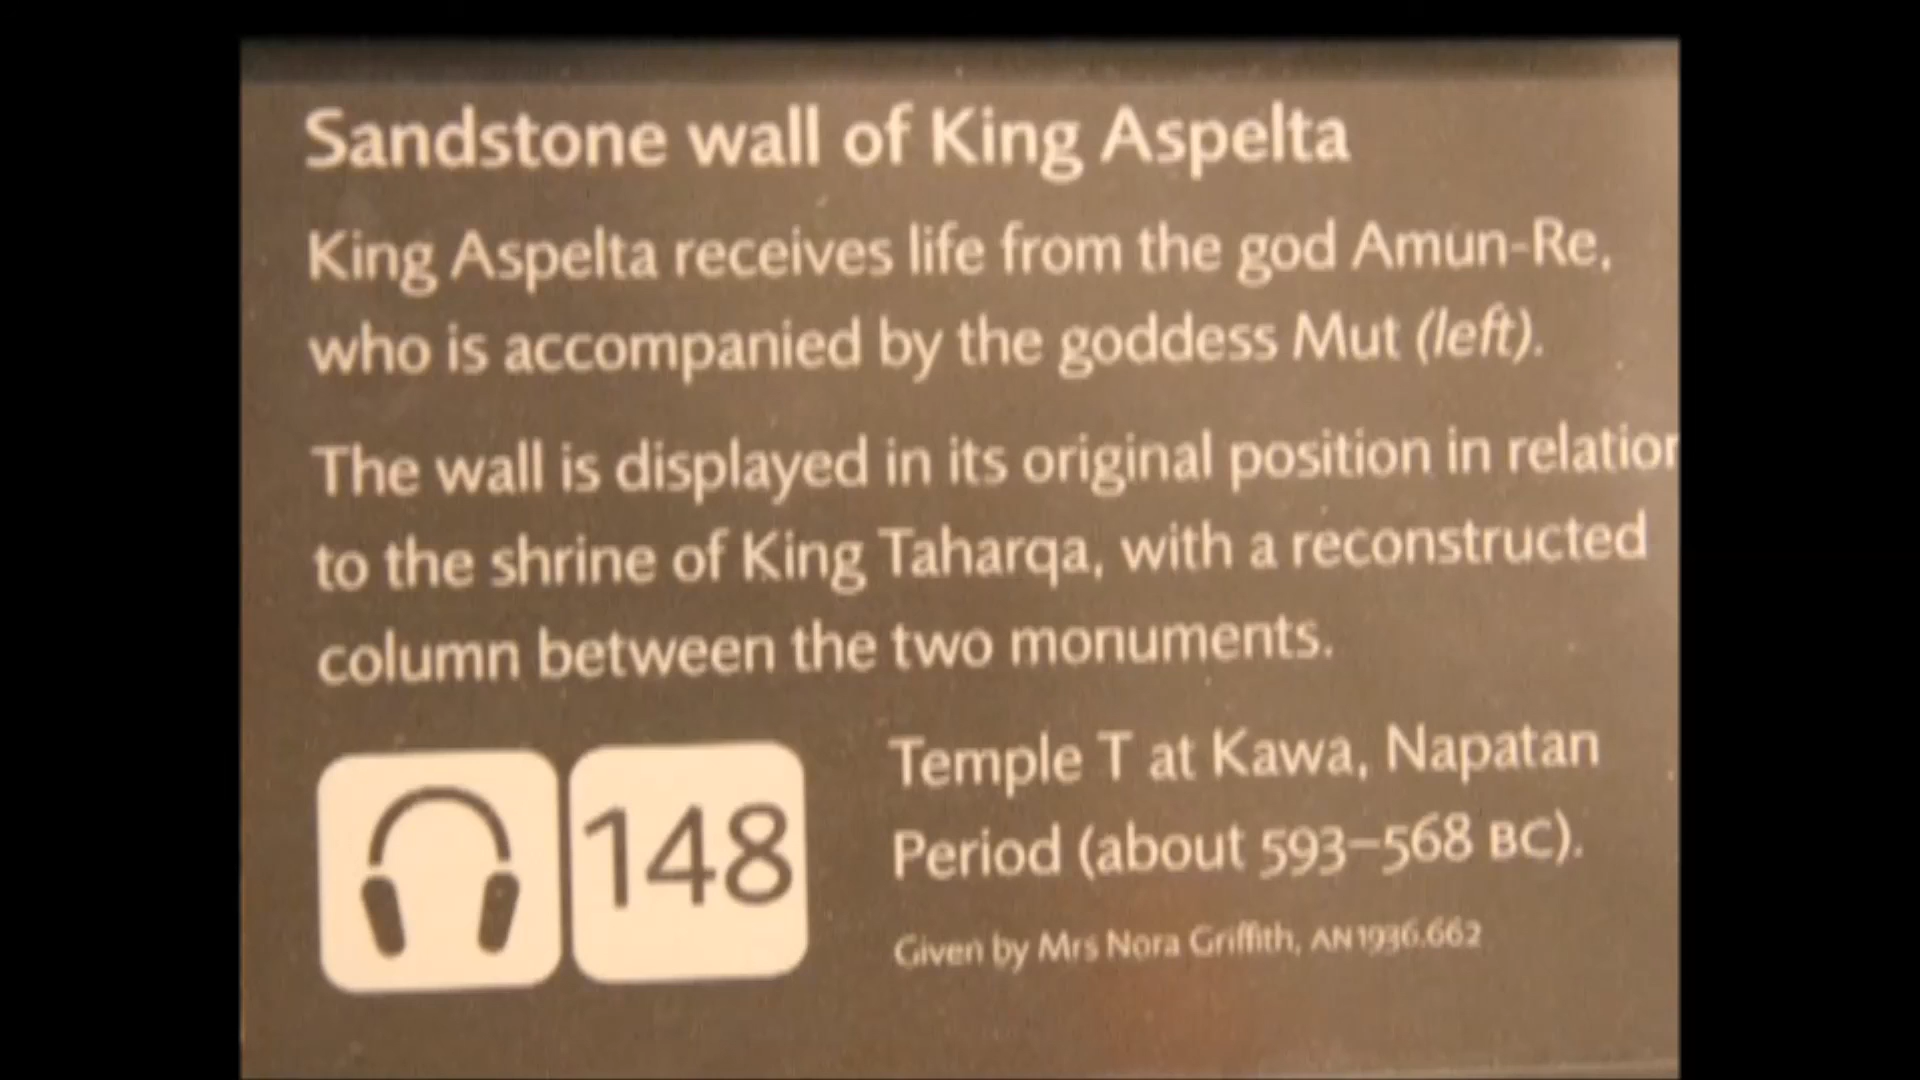 Sandstone wall of King Aspelta
King Aspelta receives life from the god Amun-Re,
who is accompanied by the goddess Mut (left).
The wall is displayed in its original position in relation
to the shrine of King Taharqa, with a reconstructed
column between the two monuments.
148
Temple T at Kawa, Napatan
Period (about 593–568 BC).
Given by Mrs Nora Griffith, AN1936.662